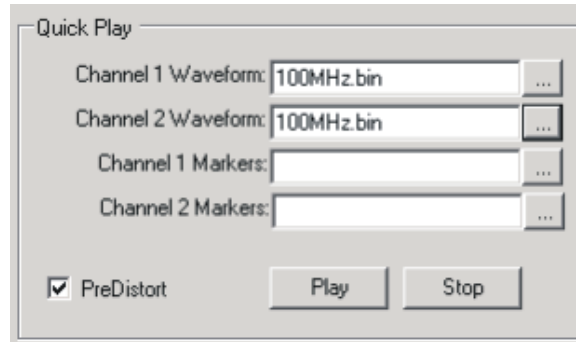 Quick Play
Channel 1 Waveform: 100MHz.bin ...
Channel 2 Waveform: 100MHz.bin ...
Channel 1 Markers: ...
Channel 2 Markers: ...
PreDistort Play Stop